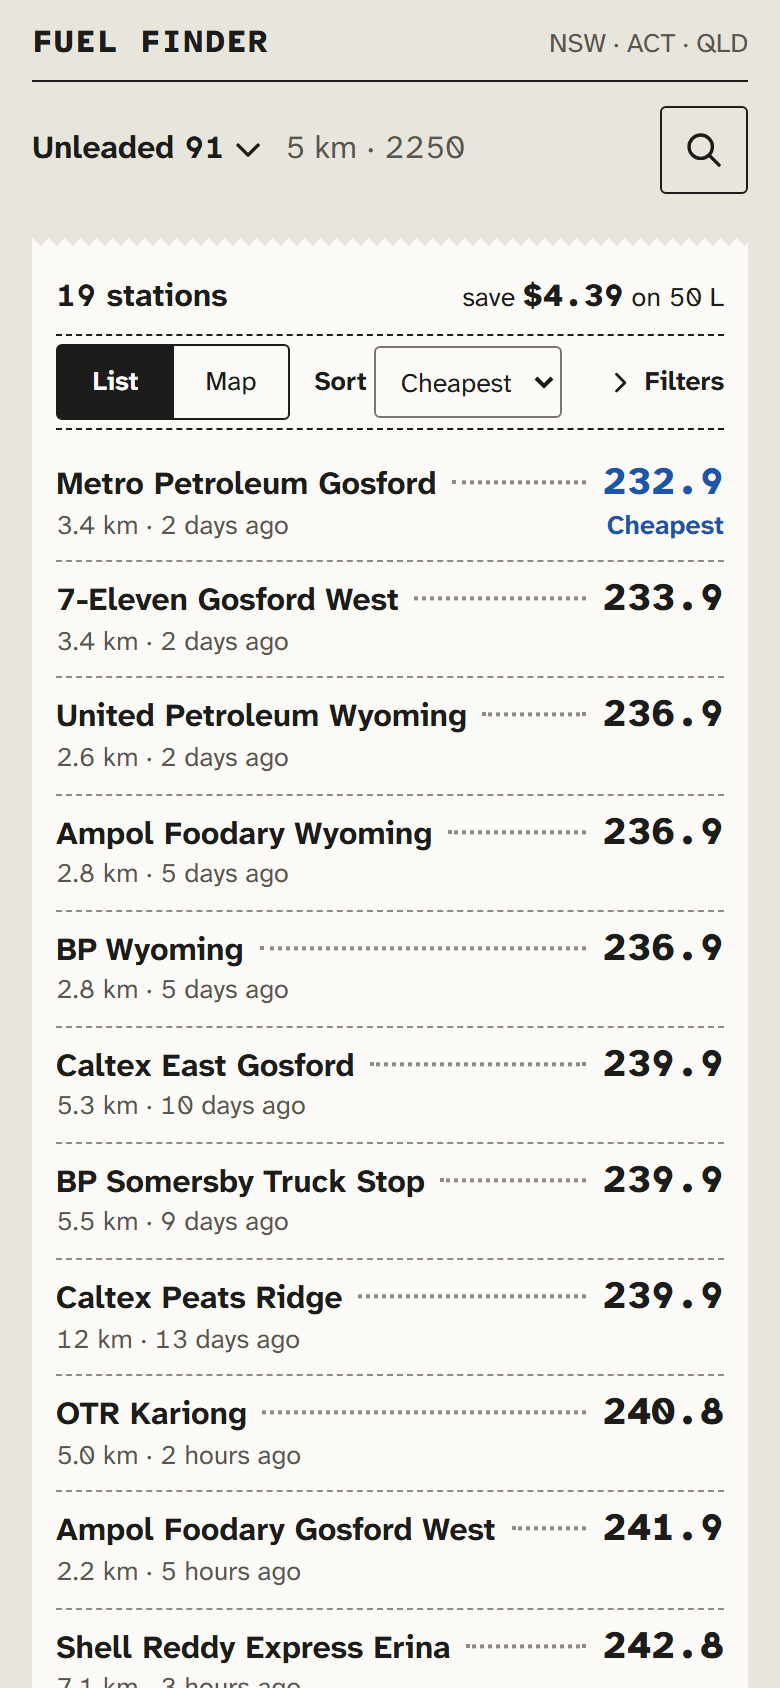 FUEL FINDER NSW · ACT · QLD
Unleaded 91 5 km · 2250
19 stations save $4.39 on 50 L
List Map Sort Cheapest Filters
Metro Petroleum Gosford 232.9
3.4 km · 2 days ago Cheapest
7-Eleven Gosford West 233.9
3.4 km · 2 days ago
United Petroleum Wyoming 236.9
2.6 km · 2 days ago
Ampol Foodary Wyoming 236.9
2.8 km · 5 days ago
BP Wyoming 236.9
2.8 km · 5 days ago
Caltex East Gosford 239.9
5.3 km · 10 days ago
BP Somersby Truck Stop 239.9
5.5 km · 9 days ago
Caltex Peats Ridge 239.9
12 km · 13 days ago
OTR Kariong 240.8
5.0 km · 2 hours ago
Ampol Foodary Gosford West 241.9
2.2 km · 5 hours ago
Shell Reddy Express Erina 242.8
7.1 km · 3 hours ago